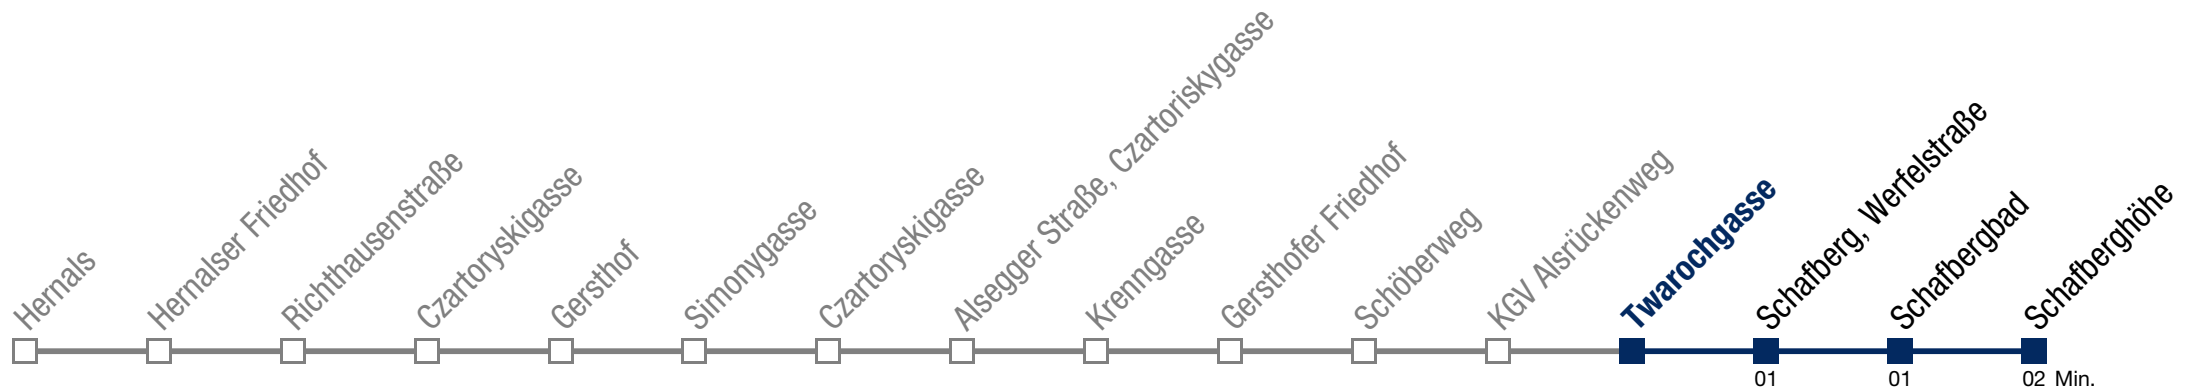 Hernals
Hernalser Friedhof
Richthausenstraße
Czartoryskigasse
Gersthof
Simonygasse
Czartoryskigasse
Alsegger Straße, Czartoriskygasse
Krenngasse
Gersthofer Friedhof
Schöberweg
KGV Alsrückenweg
Twarochgasse
Schafberg, Werfelstraße
Schafbergbad
Schafberghöhe
01
01
02 Min.